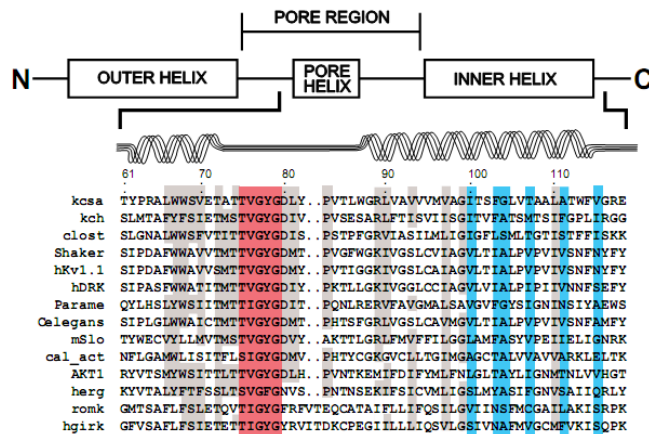 PORE REGION
N OUTER HELIX PORE HELIX INNER HELIX C
61 70 80 90 100 110
kcsa TYPRALWWSVETATTVGYGDLY..PVTLWGRLVAVVVMVAGITSFGLVTAALATWFVGRE
kch SLMTAFYFSIETMSTVGYGDIV..PVSESARLFTISVIISGITVFATSMTSIFGPLIRGG
clost SLGNALWWSFVTITTVGYGDIS..PSTPFGRVIASILMLIGIGFLSMLTGTISTFFISKK
Shaker SIPDAFWWAVVTMTTVGYGDMT..PVGFWGKIVGSLCVIAGVLTIALPVPVIVSNFNYFY
hKv1.1 SIPDAFWWAVVSMTTVGYGDMY..PVTIGGKIVGSLCAIAGVLTIALPVPVIVSNFNYFY
hDRK SIPASFWWATITMTTVGYGDIY..PKTLLGKIVGGLCCIAGVLVIALPIPIIVNNFSEFY
Parame QYLHSLYWSIITMTTIGYGDIT..PQNLRERVFAVGMALSAVGVFGYSIGNINSIYAEWS
Celegans SIPLGLWWAICTMTTVGYGDMT..PHTSFGRLVGSLCAVMGVLTIALPVPVIVSNFAMFY
mSlo TYWECVYLLMVTMSTVGYGDVY..AKTTLGRLFMVFFILGGLAMFASYVPEIIELIGNRK
cal_act NFLGAMWLISITFLSIGYGDMV..PHTYCGKGVCLLTGIMGAGCTALVVAVVARKLELTK
AKT1 RYVTSMYWSITTLTTVGYGDLH..PVNTKEMIFDIFYMLFNLGLTAYLIGNMTNLVVHGT
herg KYVTALYFTFSSLTSVGFGNVS..PNTNSEKIFSICVMLIGSLMYASIFGNVSAIIQRLY
romk GMTSAFLFSLETQVTIGYGFRFVTEQCATAIFLLIFQSILGVIINSFMCGAILAKISRPK
hgirk GFVSAFLFSIETETTIGYGYRVITDKCPEGIILLLIQSVLGSIVNAFMVGCMFVKISQPK